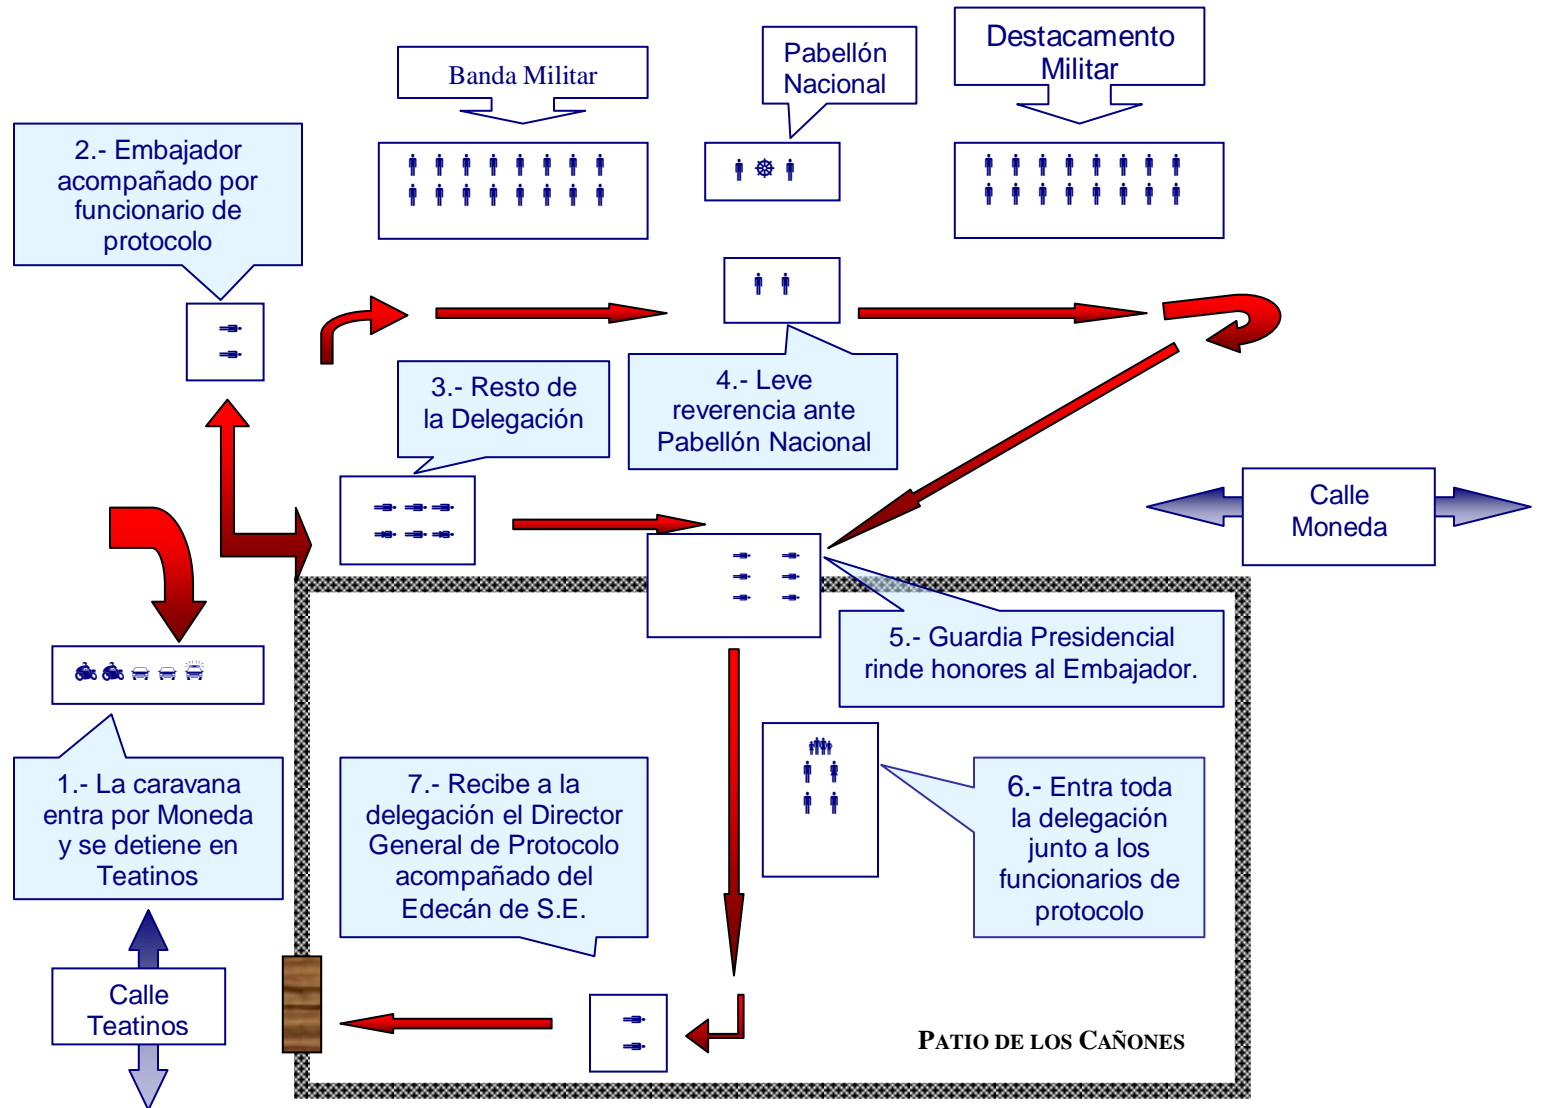 Banda Militar
Pabellón
Nacional
Destacamento
Militar
2.- Embajador
acompañado por
funcionario de
protocolo
3.- Resto de
la Delegación
4.- Leve
reverencia ante
Pabellón Nacional
Calle
Moneda
5.- Guardia Presidencial
rinde honores al Embajador.
1.- La caravana
entra por Moneda
y se detiene en
Teatinos
7.- Recibe a la
delegación el Director
General de Protocolo
acompañado del
Edecán de S.E.
6.- Entra toda
la delegación
junto a los
funcionarios de
protocolo
Calle
Teatinos
PATIO DE LOS CAÑONES